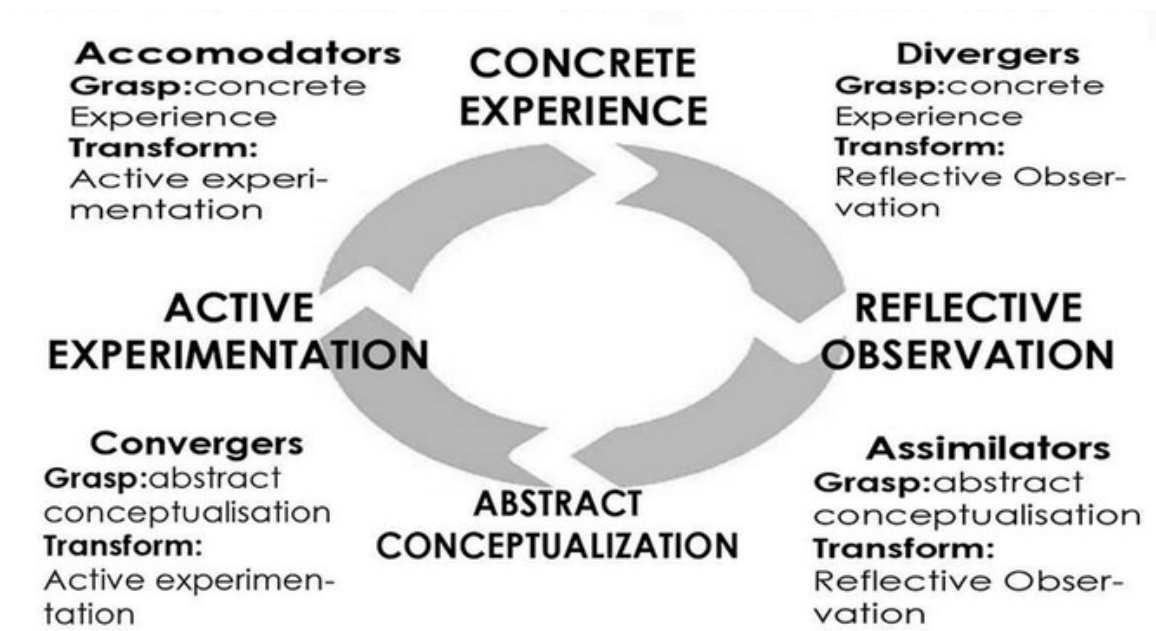 Accomodators
Grasp:concrete
Experience
Transform:
Active experi-
mentation
CONCRETE
EXPERIENCE
Divergers
Grasp:concrete
Experience
Transform:
Reflective Obser-
vation
ACTIVE
EXPERIMENTATION
REFLECTIVE
OBSERVATION
Convergers
Grasp:abstract
conceptualisation
Transform:
Active experimen-
tation
ABSTRACT
CONCEPTUALIZATION
Assimilators
Grasp:abstract
conceptualisation
Transform:
Reflective Obser-
vation